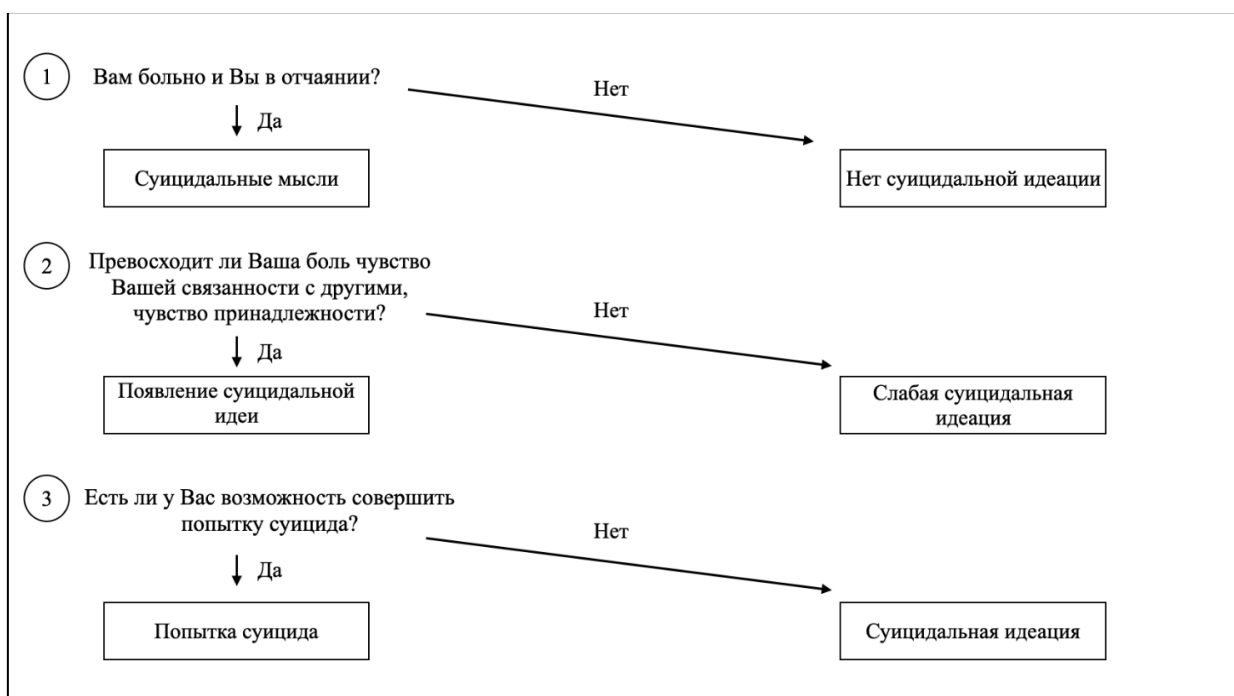 1
Вам больно и Вы в отчаянии?
Нет
Да
Суицидальные мысли
Нет суицидальной идеации
2
Превосходит ли Ваша боль чувство
Вашей связанности с другими,
чувство принадлежности?
Нет
Да
Появление суицидальной
идеи
Слабая суицидальная
идеация
3
Есть ли у Вас возможность совершить
попытку суицида?
Нет
Да
Попытка суицида
Суицидальная идеация